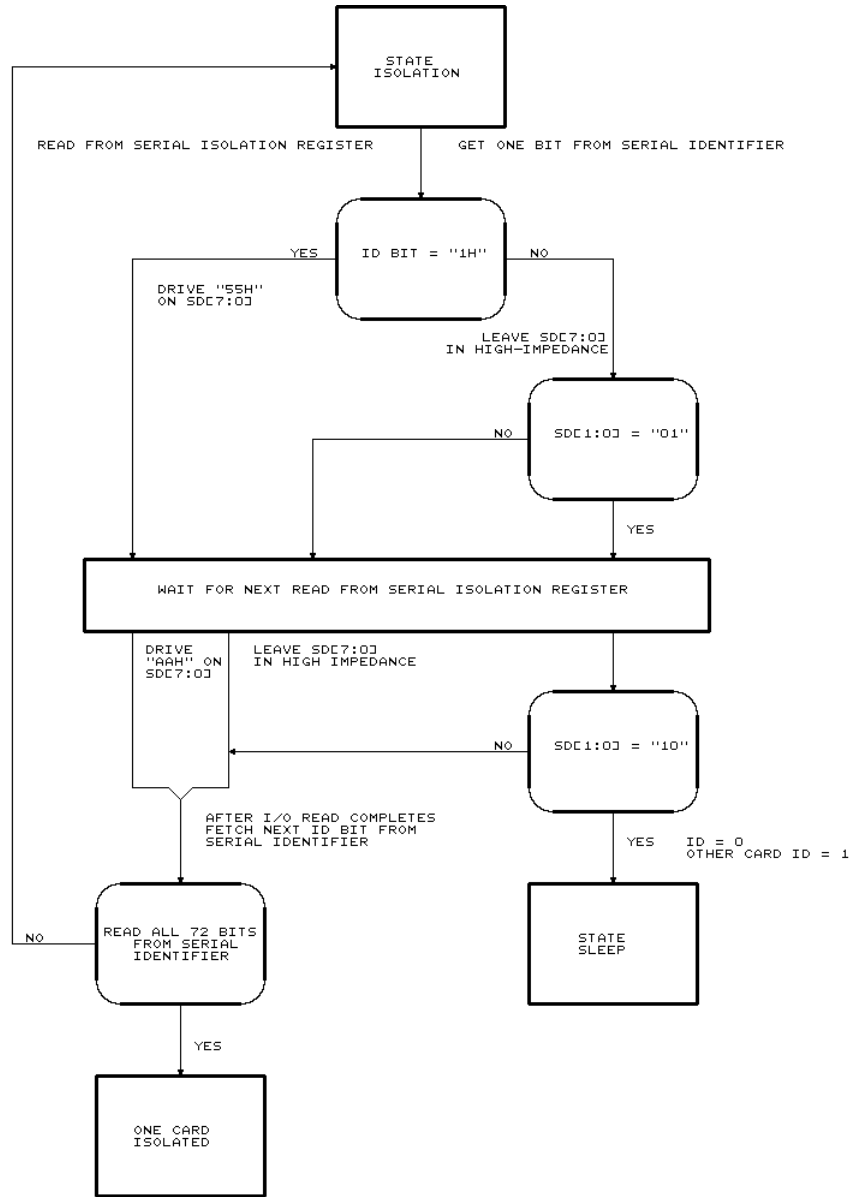 STATE
ISOLATION
READ FROM SERIAL ISOLATION REGISTER
GET ONE BIT FROM SERIAL IDENTIFIER
YES
ID BIT = "1H"
NO
DRIVE "55H"
ON SD[7:0]
LEAVE SD[7:0]
IN HIGH-IMPEDANCE
NO
SD[1:0] = "01"
YES
WAIT FOR NEXT READ FROM SERIAL ISOLATION REGISTER
DRIVE
"AAH" ON
SD[7:0]
LEAVE SD[7:0]
IN HIGH IMPEDANCE
NO
SD[1:0] = "10"
AFTER I/O READ COMPLETES
FETCH NEXT ID BIT FROM
SERIAL IDENTIFIER
YES
ID = 0
OTHER CARD ID = 1
NO
READ ALL 72 BITS
FROM SERIAL
IDENTIFIER
STATE
SLEEP
YES
ONE CARD
ISOLATED